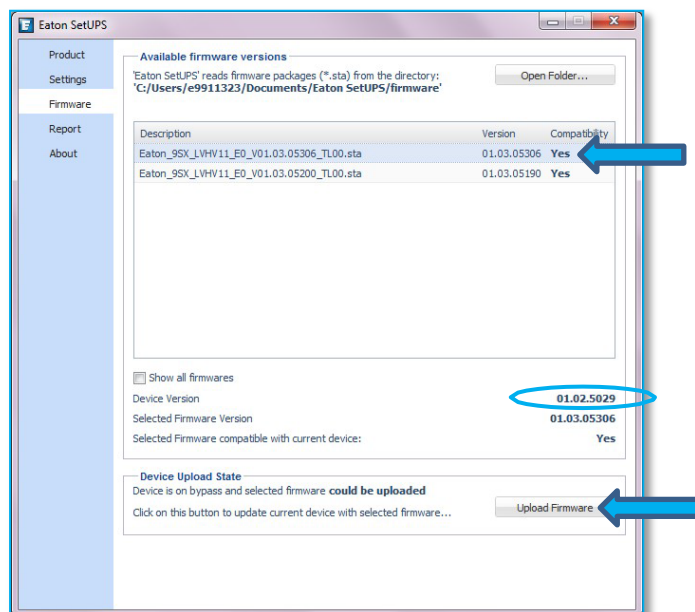 Eaton SetUPS
Product
Settings
Firmware
Report
About
Available firmware versions
'Eaton SetUPS' reads firmware packages (*.sta) from the directory:
'C:/Users/e9911323/Documents/Eaton SetUPS/firmware'
Open Folder...
Description Version Compatibility
Eaton_9SX_LVHV11_E0_V01.03.05306_TL00.sta 01.03.05306 Yes
Eaton_9SX_LVHV11_E0_V01.03.05200_TL00.sta 01.03.05190 Yes
Show all firmwares
Device Version 01.02.5029
Selected Firmware Version 01.03.05306
Selected Firmware compatible with current device: Yes
Device Upload State
Device is on bypass and selected firmware could be uploaded
Click on this button to update current device with selected firmware...
Upload Firmware